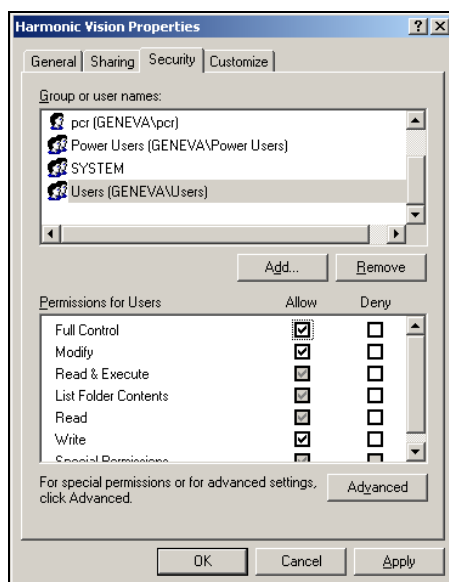 Harmonic Vision Properties
General Sharing Security Customize
Group or user names:
pcr (GENEVA\pcr)
Power Users (GENEVA\Power Users)
SYSTEM
Users (GENEVA\Users)
Add... Remove
Permissions for Users Allow Deny
Full Control
Modify
Read & Execute
List Folder Contents
Read
Write
Special Permissions
For special permissions or for advanced settings,
click Advanced.
Advanced
OK Cancel Apply